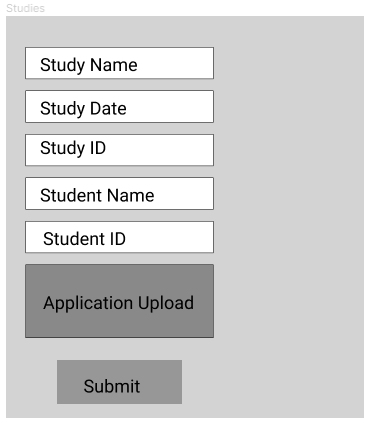 Studies
Study Name
Study Date
Study ID
Student Name
Student ID
Application Upload
Submit